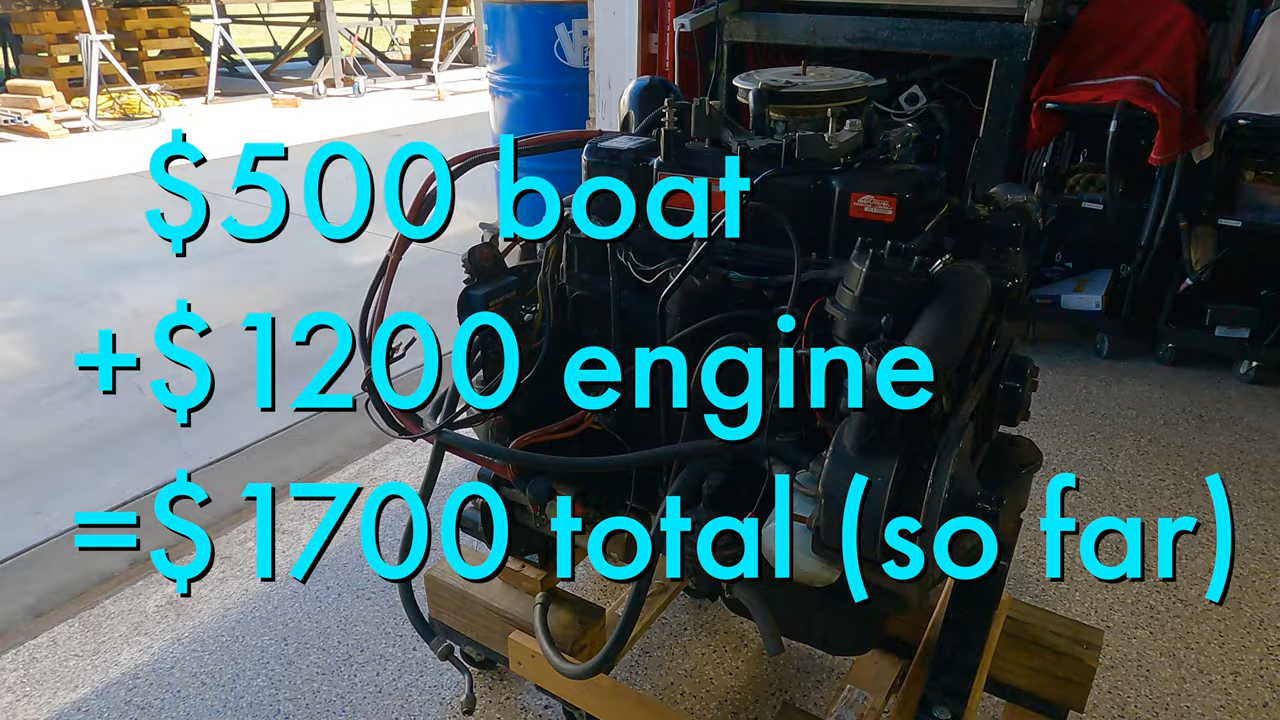 $500 boat
+$1200 engine
=$1700 total (so far)